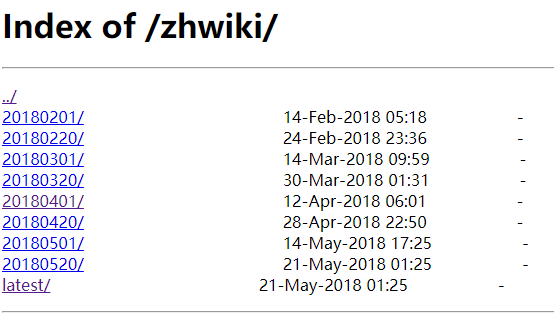 Index of /zhwiki/
../
20180201/ 14-Feb-2018 05:18 -
20180220/ 24-Feb-2018 23:36 -
20180301/ 14-Mar-2018 09:59 -
20180320/ 30-Mar-2018 01:31 -
20180401/ 12-Apr-2018 06:01 -
20180420/ 28-Apr-2018 22:50 -
20180501/ 14-May-2018 17:25 -
20180520/ 21-May-2018 01:25 -
latest/ 21-May-2018 01:25 -